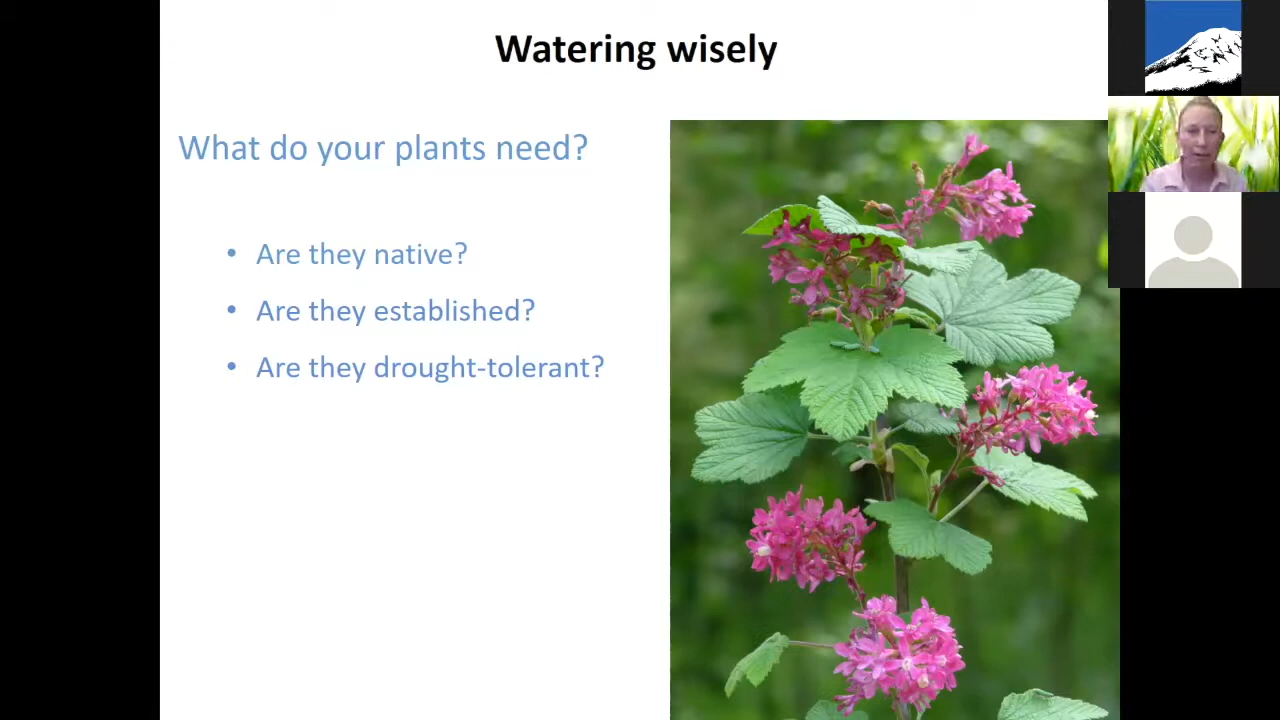 Watering wisely
What do your plants need?
• Are they native?
• Are they established?
• Are they drought-tolerant?